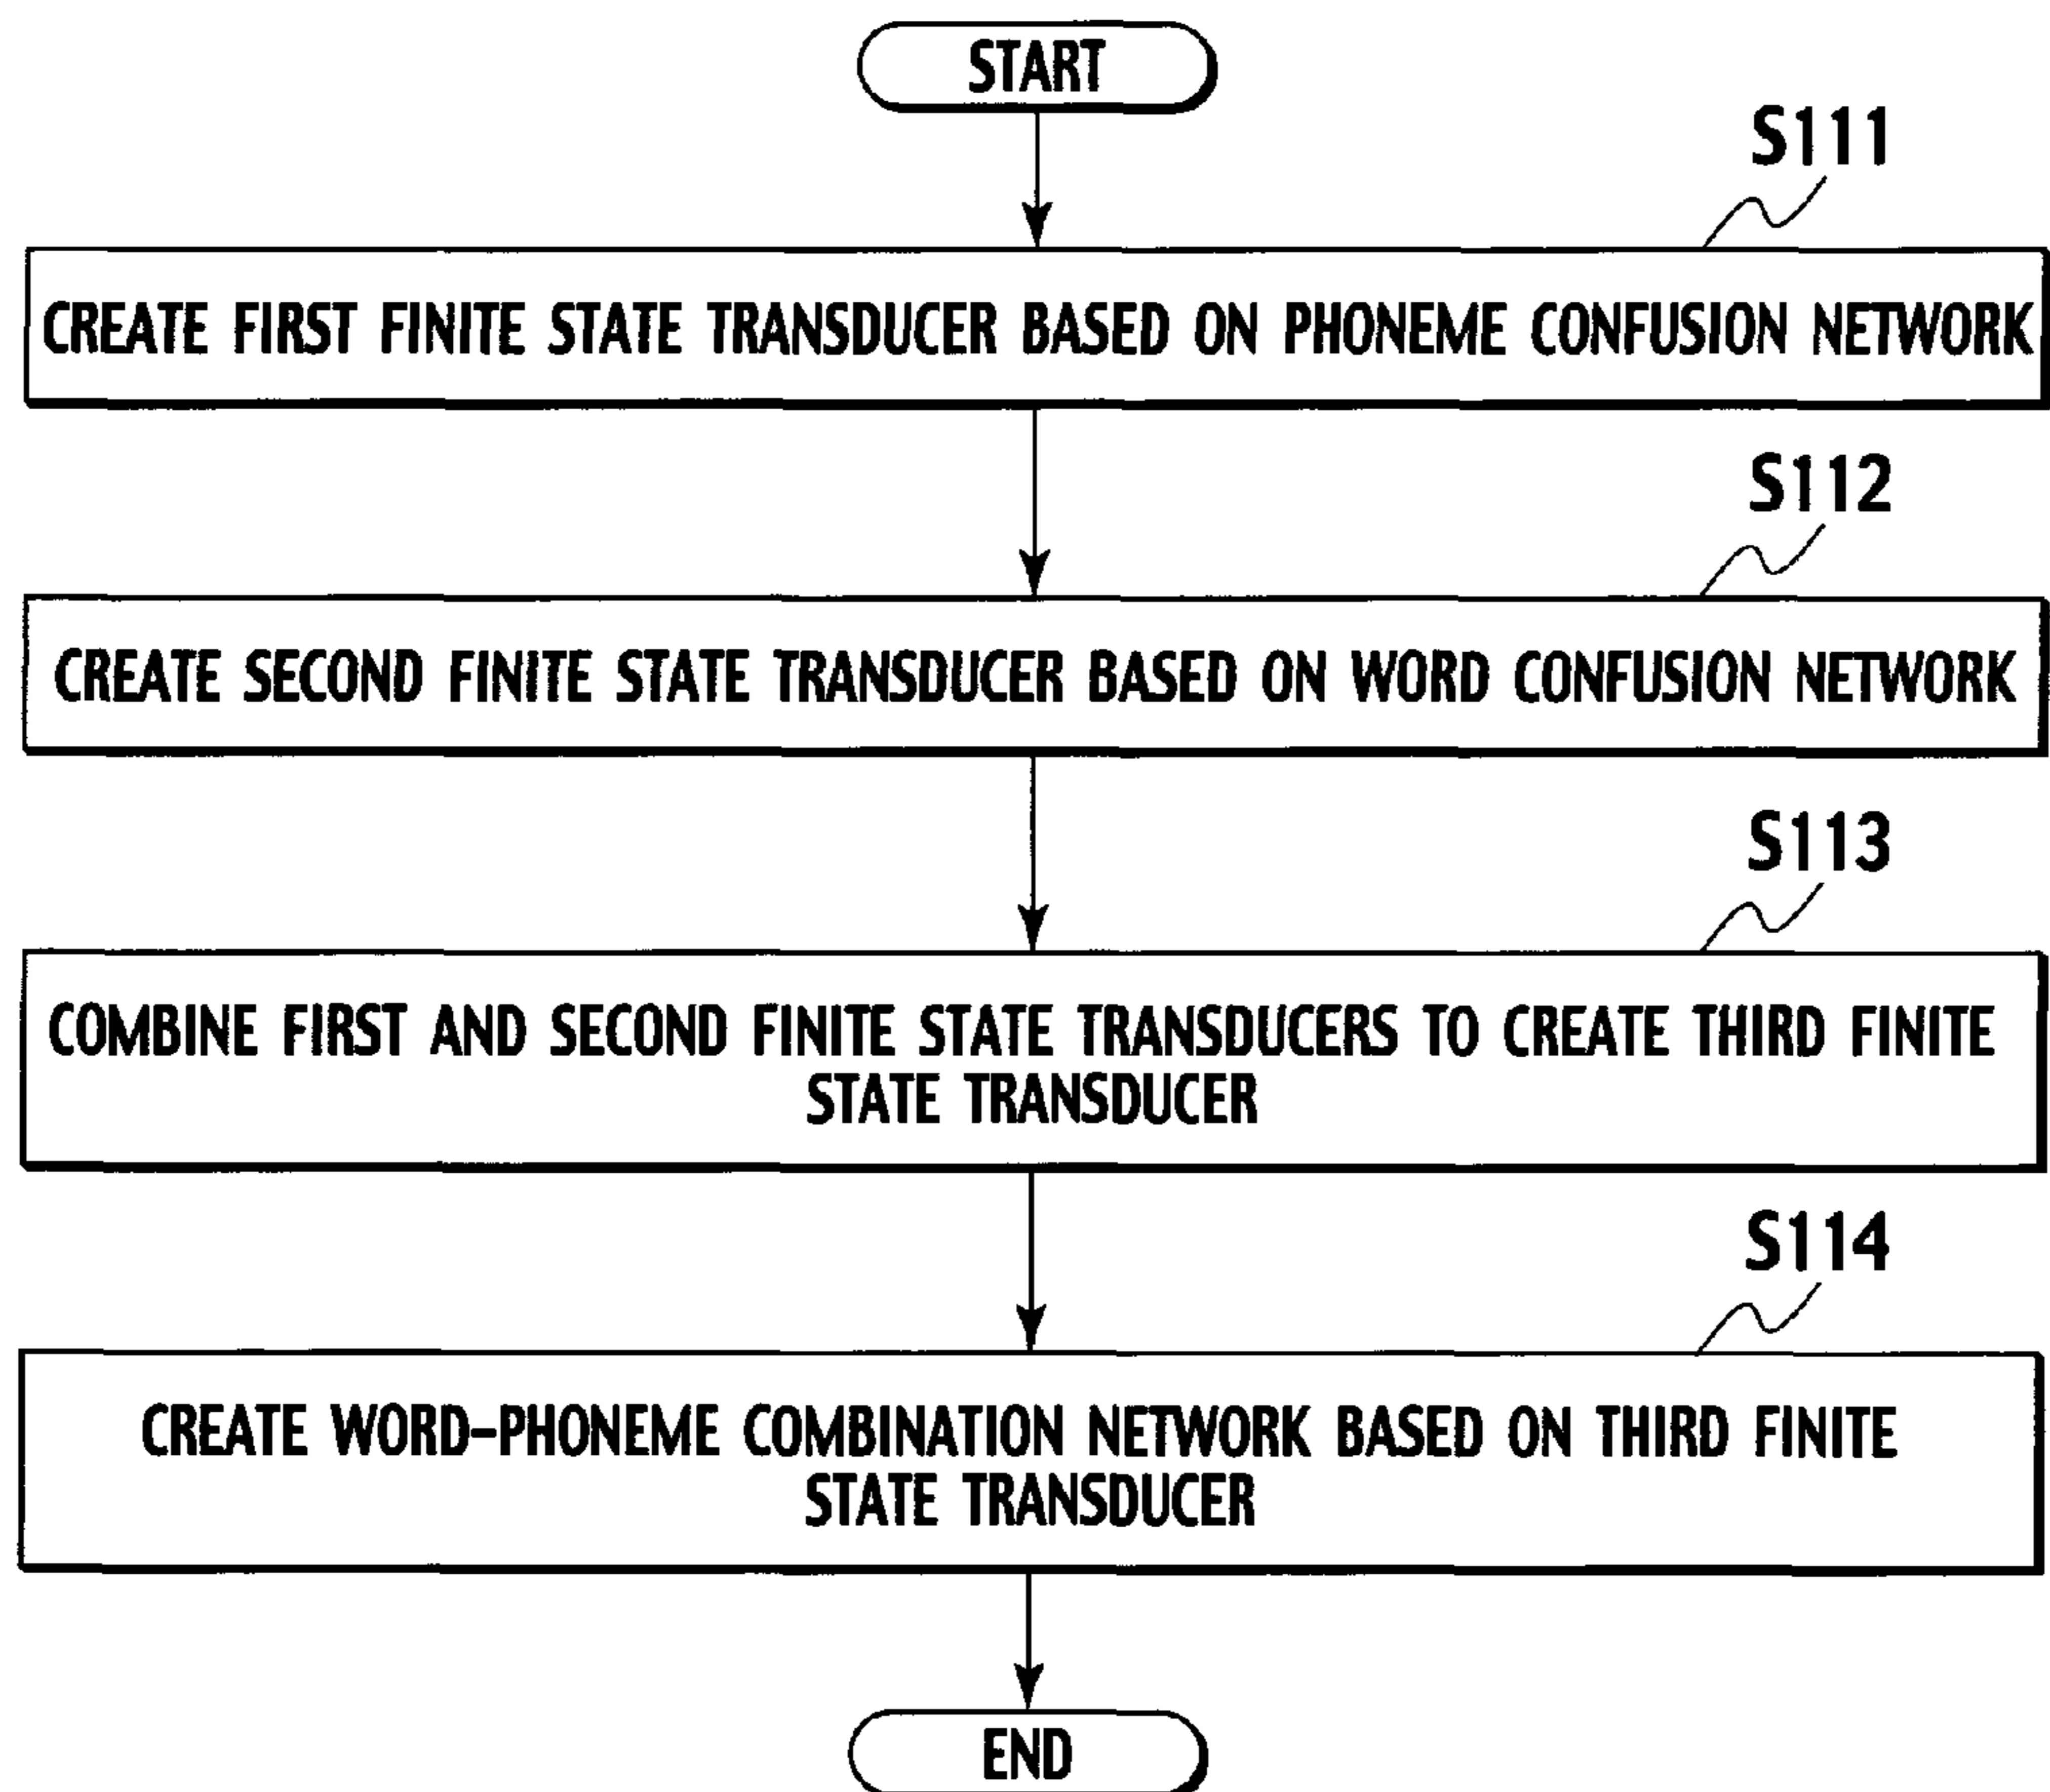 START
S111
CREATE FIRST FINITE STATE TRANSDUCER BASED ON PHONEME CONFUSION NETWORK
S112
CREATE SECOND FINITE STATE TRANSDUCER BASED ON WORD CONFUSION NETWORK
S113
COMBINE FIRST AND SECOND FINITE STATE TRANSDUCERS TO CREATE THIRD FINITE
STATE TRANSDUCER
S114
CREATE WORD-PHONEME COMBINATION NETWORK BASED ON THIRD FINITE
STATE TRANSDUCER
END